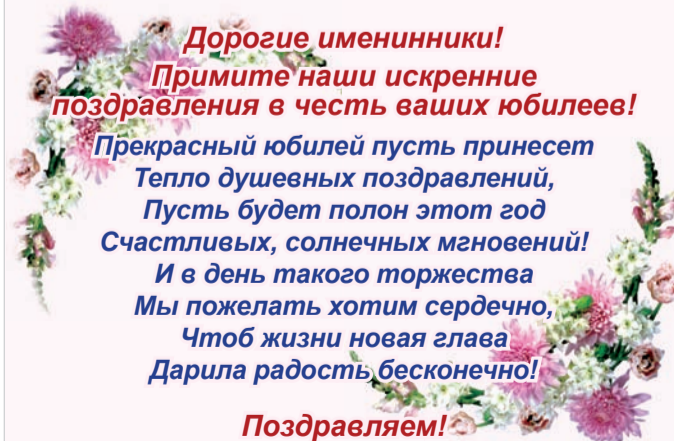 Дорогие именинники!
Примите наши искренние
поздравления в честь ваших юбилеев!
Прекрасный юбилей пусть принесет
Тепло душевных поздравлений,
Пусть будет полон этот год
Счастливых, солнечных мгновений!
И в день такого торжества
Мы пожелать хотим сердечно,
Чтоб жизни новая глава
Дарила радость бесконечно!
Поздравляем!